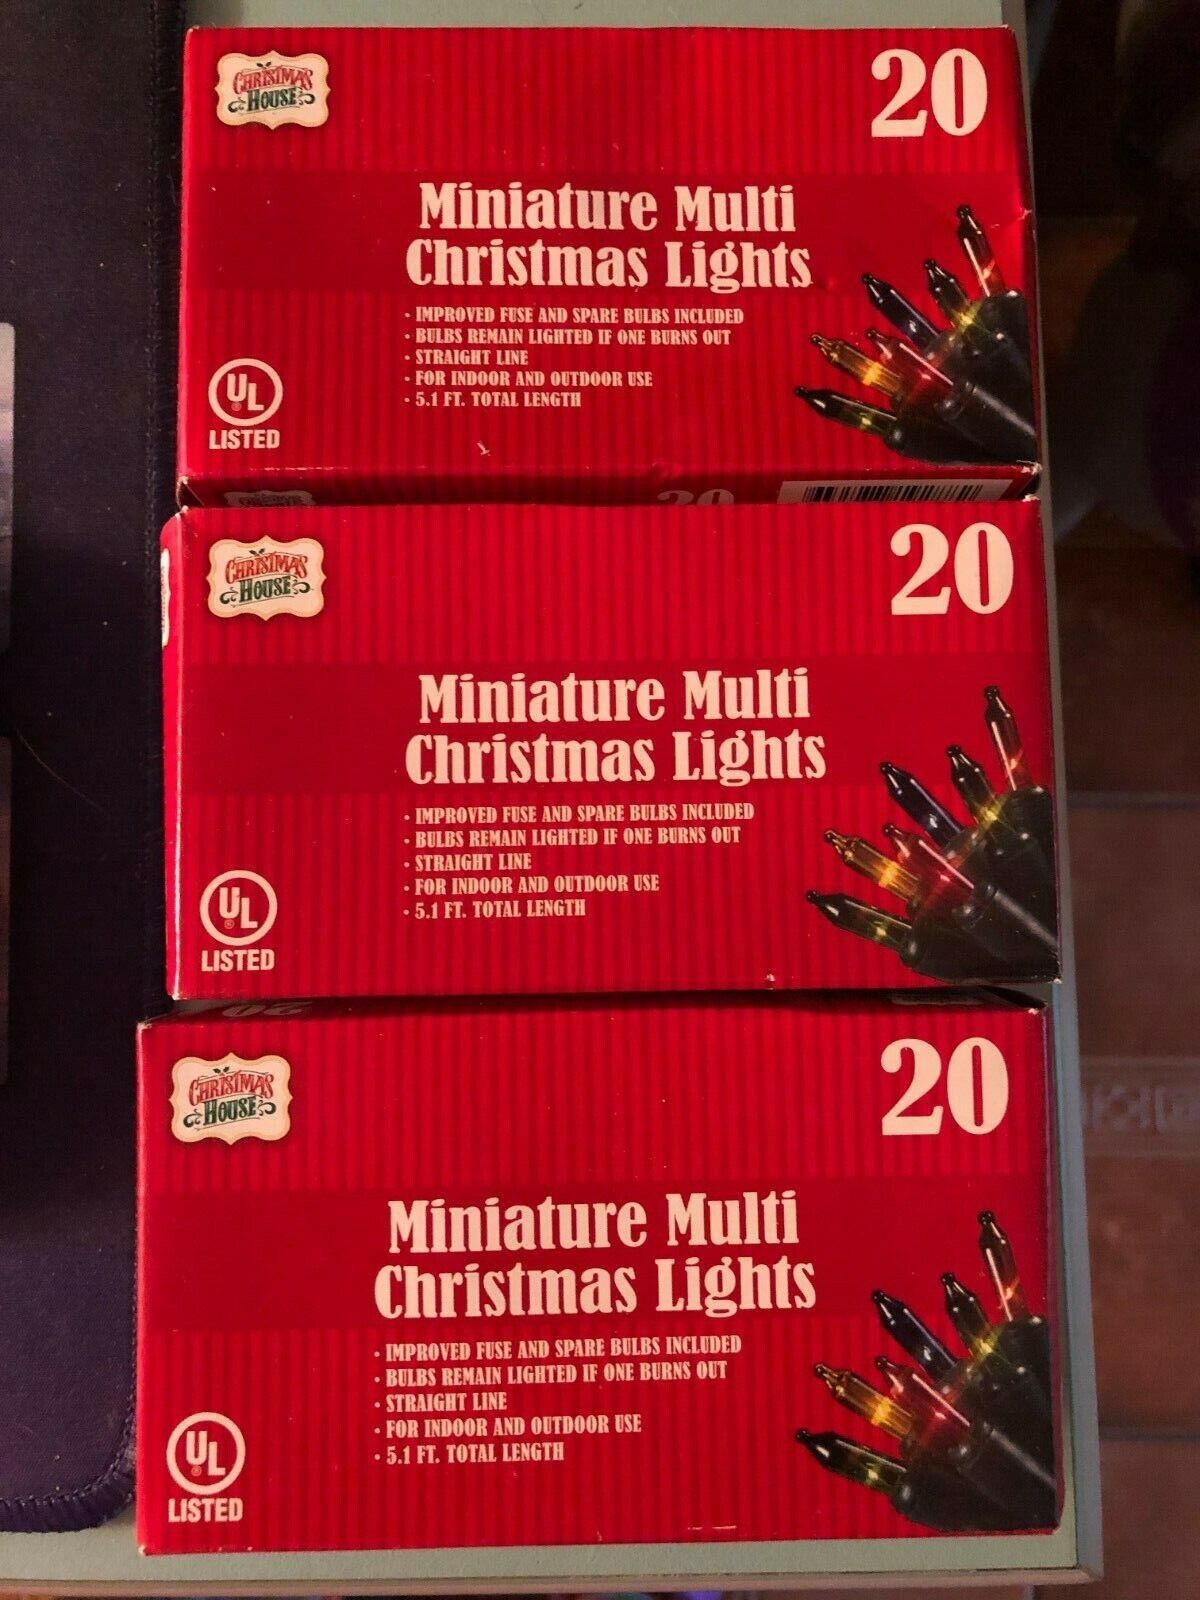 CHRISTMAS
HOUSE
20
Miniature Multi
Christmas Lights
• IMPROVED FUSE AND SPARE BULBS INCLUDED
• BULBS REMAIN LIGHTED IF ONE BURNS OUT
• STRAIGHT LINE
• FOR INDOOR AND OUTDOOR USE
• 5.1 FT. TOTAL LENGTH
UL
®
LISTED
20
CHRISTMAS
HOUSE
20
Miniature Multi
Christmas Lights
• IMPROVED FUSE AND SPARE BULBS INCLUDED
• BULBS REMAIN LIGHTED IF ONE BURNS OUT
• STRAIGHT LINE
• FOR INDOOR AND OUTDOOR USE
• 5.1 FT. TOTAL LENGTH
UL
®
LISTED
20
CHRISTMAS
HOUSE
20
Miniature Multi
Christmas Lights
• IMPROVED FUSE AND SPARE BULBS INCLUDED
• BULBS REMAIN LIGHTED IF ONE BURNS OUT
• STRAIGHT LINE
• FOR INDOOR AND OUTDOOR USE
• 5.1 FT. TOTAL LENGTH
UL
®
LISTED